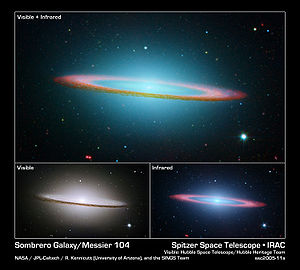 Visible + Infrared
Visible
Infrared
Sombrero Galaxy/Messier 104
Spitzer Space Telescope • IRAC
Visible: Hubble Space Telescope/Hubble Heritage Team
NASA / JPL-Caltech / R. Kennicutt (University of Arizona), and the SINGS Team
ssc2005-11a